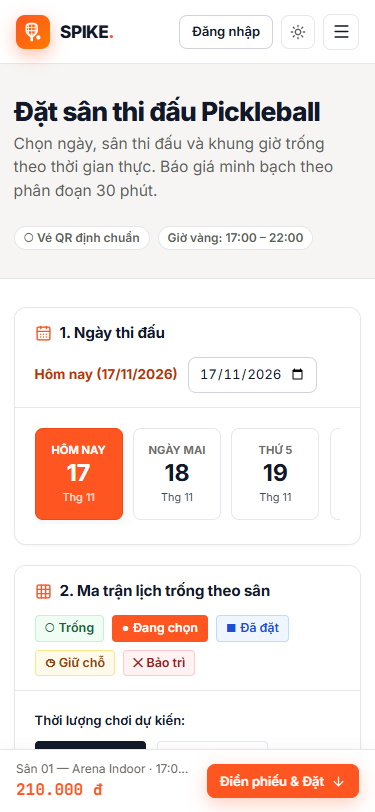 SPIKE.
Đăng nhập
Đặt sân thi đấu Pickleball
Chọn ngày, sân thi đấu và khung giờ trống
theo thời gian thực. Báo giá minh bạch theo
phân đoạn 30 phút.
Vé QR định chuẩn
Giờ vàng: 17:00 – 22:00
1. Ngày thi đấu
Hôm nay (17/11/2026)
17/11/2026
HÔM NAY
17
Thg 11
NGÀY MAI
18
Thg 11
THỨ 5
19
Thg 11
2. Ma trận lịch trống theo sân
Trống
Đang chọn
Đã đặt
Giữ chỗ
Bảo trì
Thời lượng chơi dự kiến:
Sân 01 — Arena Indoor · 17:0...
210.000 đ
Điền phiếu & Đặt ↓